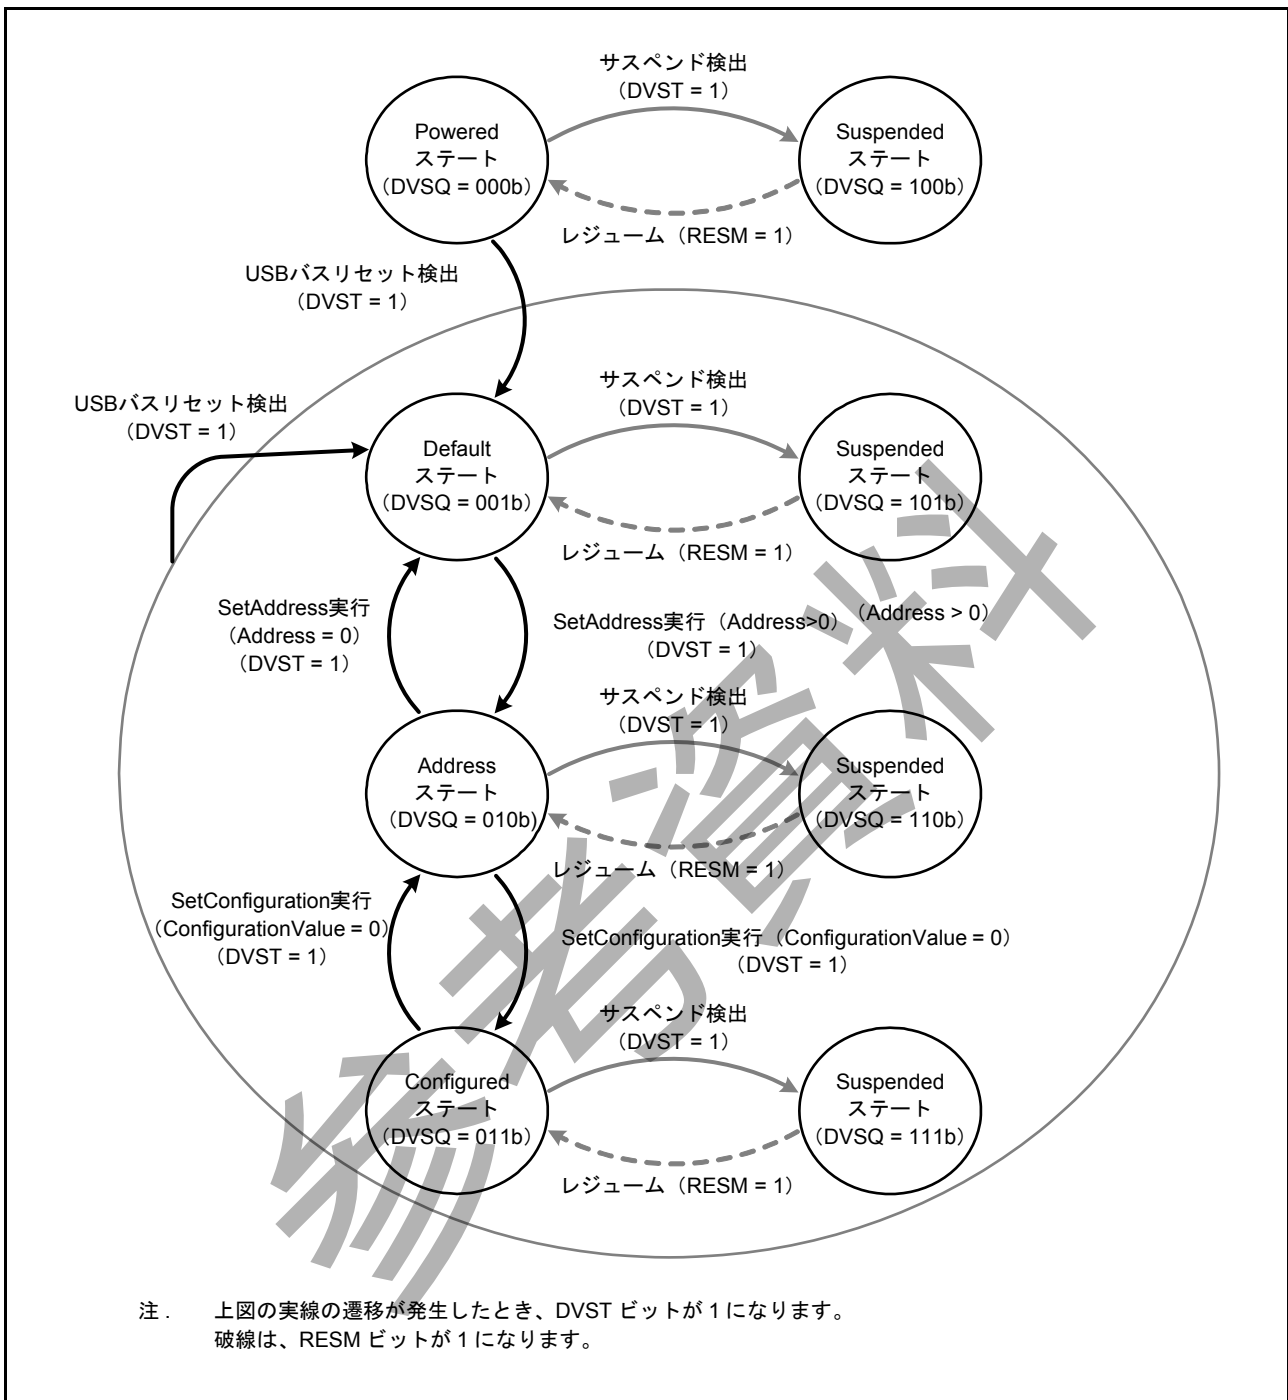 サスペンド検出
（DVST = 1）
Powered
ステート
（DVSQ = 000b）
Suspended
ステート
（DVSQ = 100b）
レジューム（RESM = 1）
USBバスリセット検出
（DVST = 1）
サスペンド検出
（DVST = 1）
USBバスリセット検出
（DVST = 1）
Default
ステート
（DVSQ = 001b）
Suspended
ステート
（DVSQ = 101b）
レジューム（RESM = 1）
SetAddress実行
（Address = 0）
（DVST = 1）
SetAddress実行（Address>0）
（DVST = 1）
（Address > 0）
サスペンド検出
（DVST = 1）
Address
ステート
（DVSQ = 010b）
Suspended
ステート
（DVSQ = 110b）
レジューム（RESM = 1）
SetConfiguration実行
（ConfigurationValue = 0）
（DVST = 1）
SetConfiguration実行（ConfigurationValue = 0）
（DVST = 1）
サスペンド検出
（DVST = 1）
Configured
ステート
（DVSQ = 011b）
Suspended
ステート
（DVSQ = 111b）
レジューム（RESM = 1）
参考資料
注 . 上図の実線の遷移が発生したとき、DVST ビットが 1 になります。
破線は、RESM ビットが 1 になります。